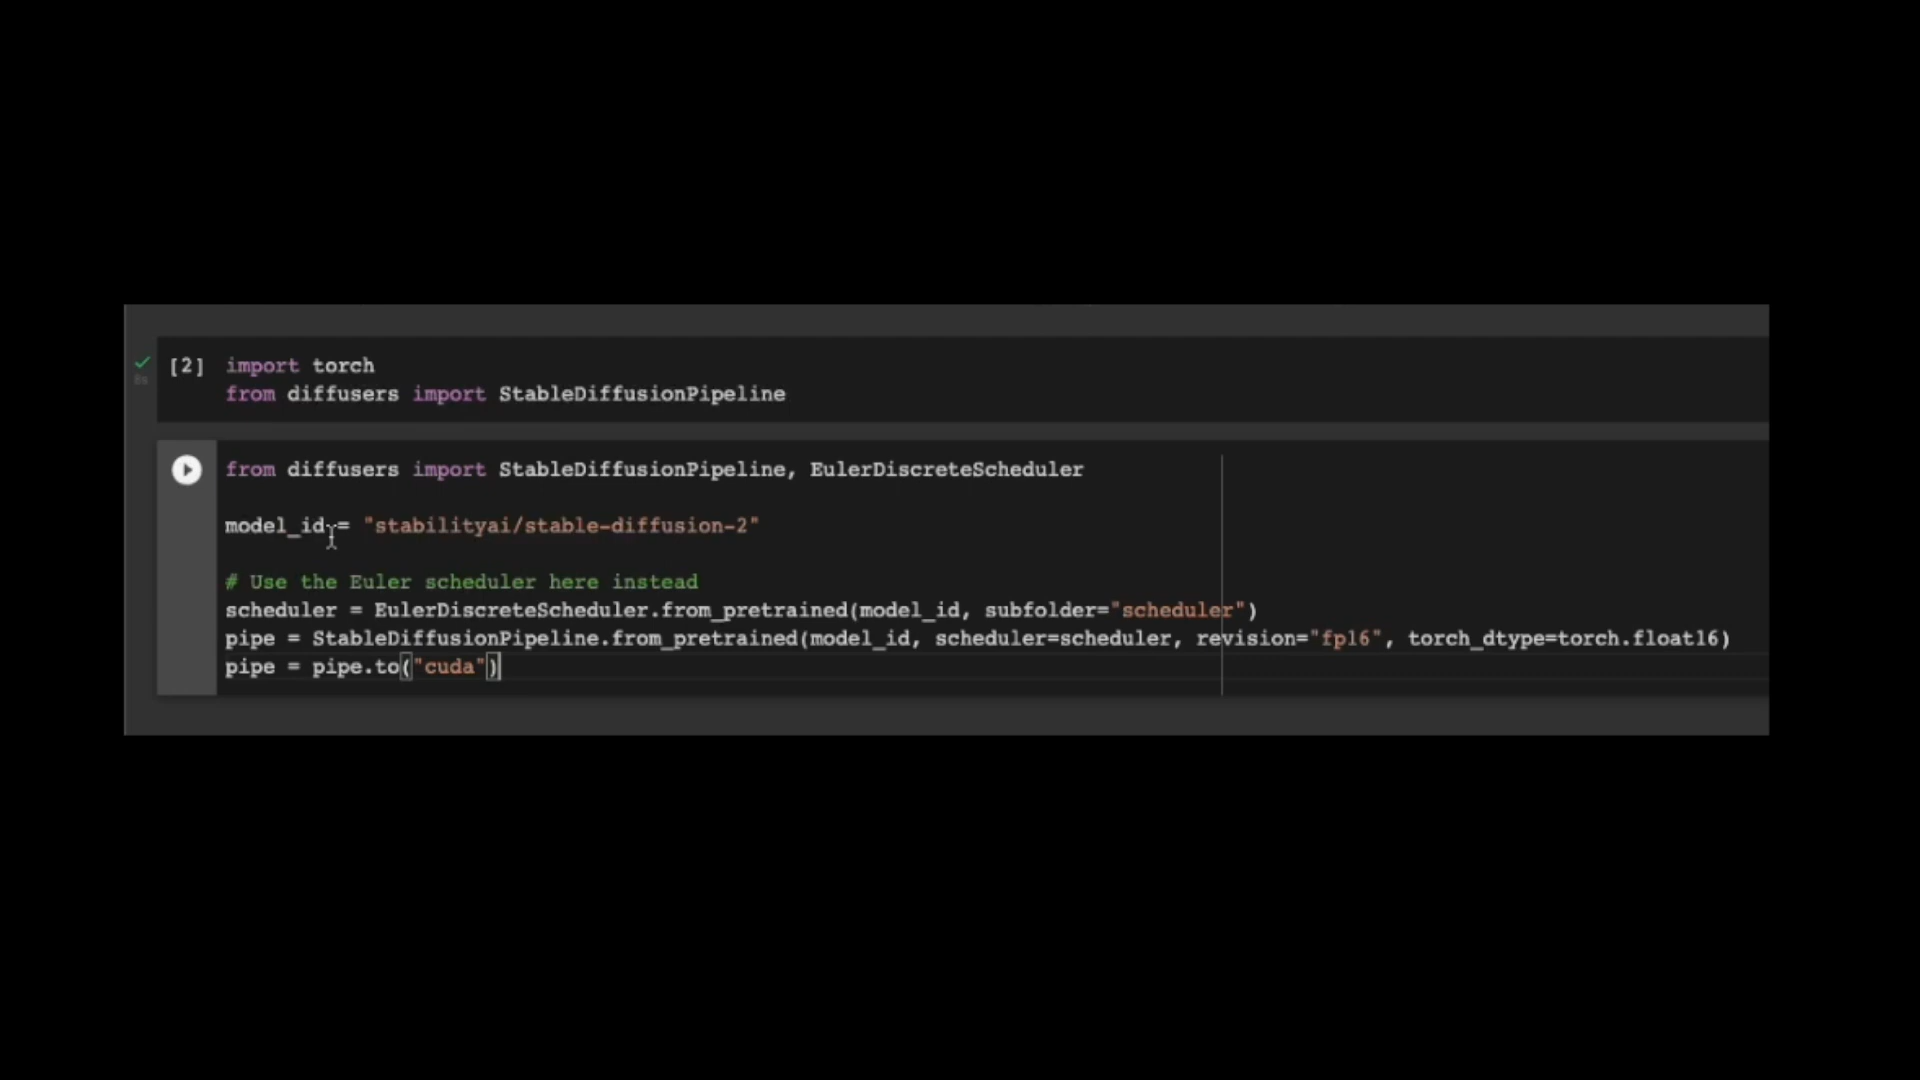 [2] import torch
from diffusers import StableDiffusionPipeline
from diffusers import StableDiffusionPipeline, EulerDiscreteScheduler
model_id = "stabilityai/stable-diffusion-2"
# Use the Euler scheduler here instead
scheduler = EulerDiscreteScheduler.from_pretrained(model_id, subfolder="scheduler")
pipe = StableDiffusionPipeline.from_pretrained(model_id, scheduler=scheduler, revision="fp16", torch_dtype=torch.float16)
pipe = pipe.to("cuda")